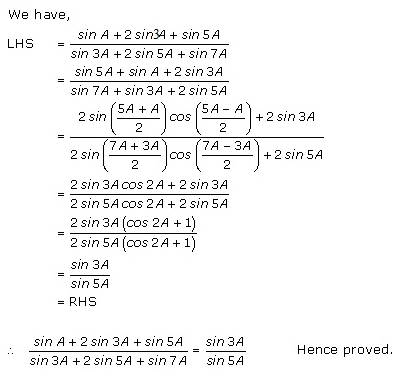 We have,
LHS = (sin A + 2 sin3A + sin 5A)/(sin 3A + 2 sin 5A + sin 7A)
= (sin 5A + sin A + 2 sin 3A)/(sin 7A + sin 3A + 2 sin 5A)
= (2 sin ((5A + A)/2) cos ((5A − A)/2) + 2 sin 3A)/(2 sin ((7A + 3A)/2) cos ((7A − 3A)/2) + 2 sin 5A)
= (2 sin 3A cos 2A + 2 sin 3A)/(2 sin 5A cos 2A + 2 sin 5A)
= (2 sin 3A (cos 2A + 1))/(2 sin 5A (cos 2A + 1))
= (sin 3A)/(sin 5A)
= RHS
∴ (sin A + 2 sin 3A + sin 5A)/(sin 3A + 2 sin 5A + sin 7A) = (sin 3A)/(sin 5A) Hence proved.